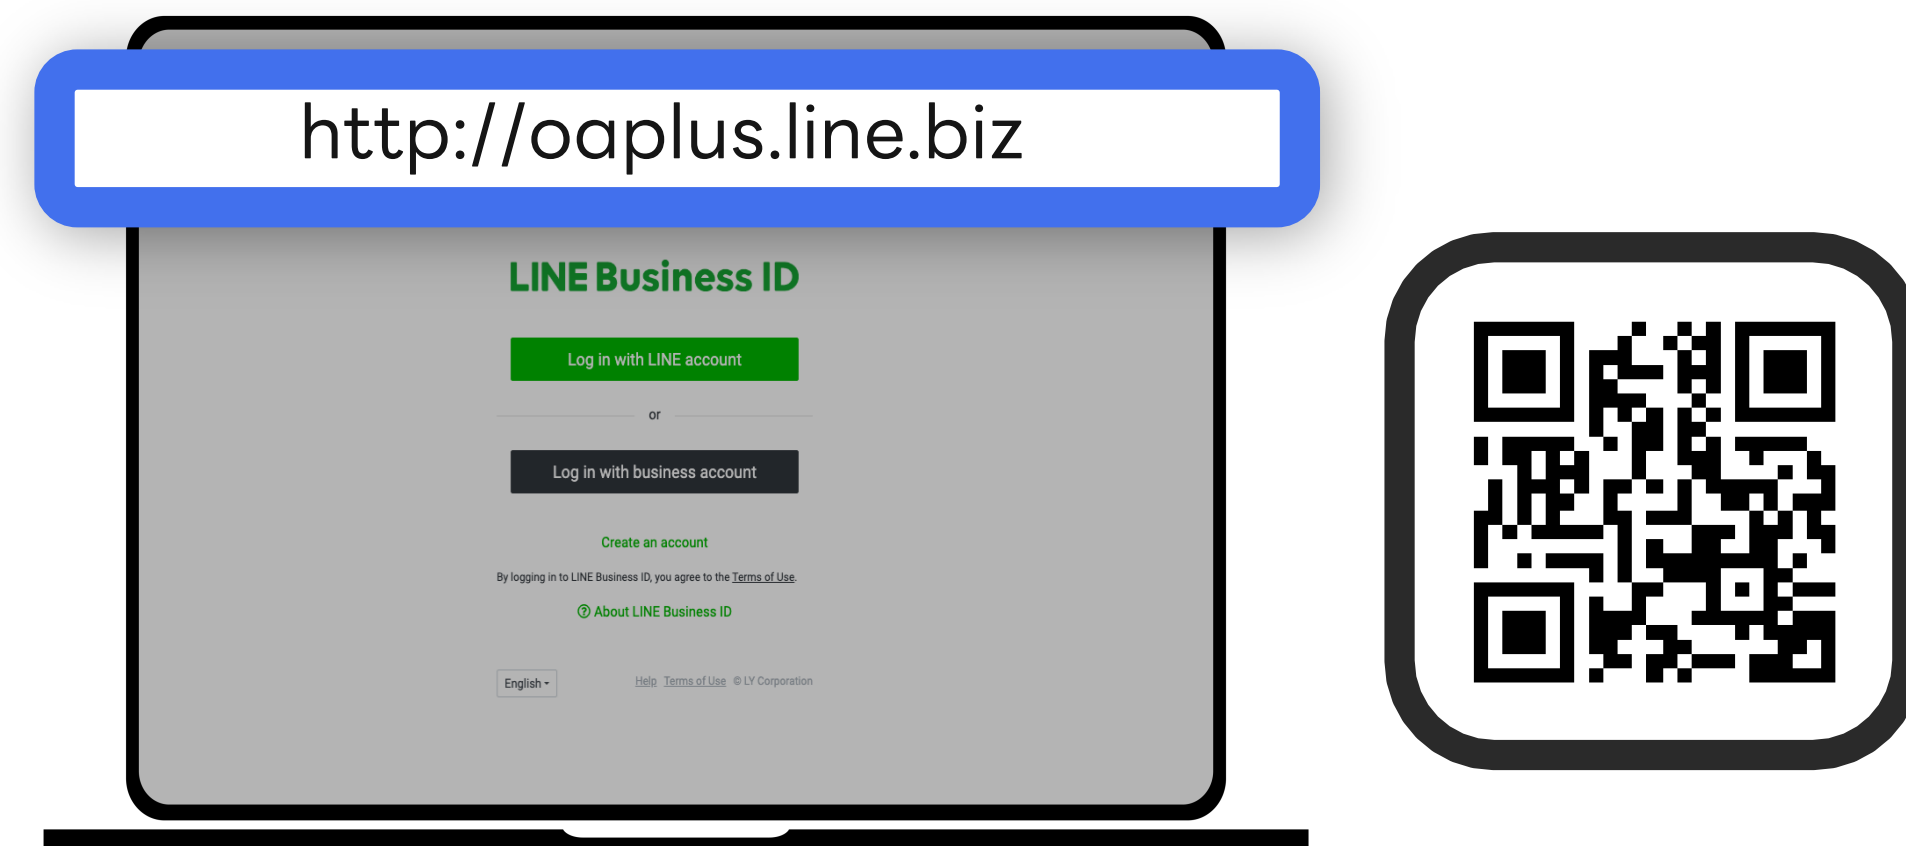 http://oaplus.line.biz
LINE Business ID
Log in with LINE account
or
Log in with business account
Create an account
By logging in to LINE Business ID, you agree to the Terms of Use.
? About LINE Business ID
English
Help Terms of Use © LY Corporation